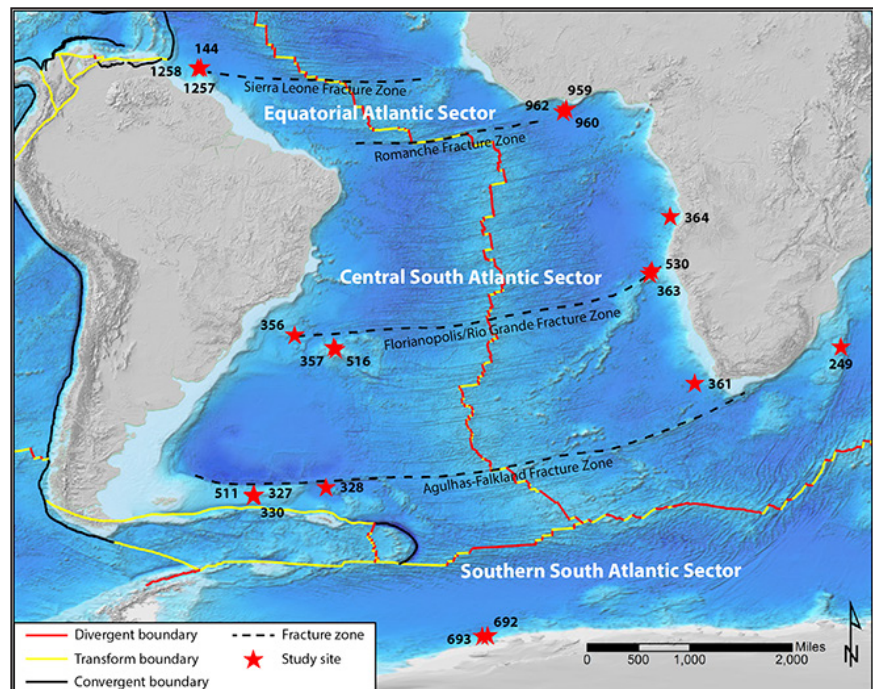 144
1258
1257
Sierra Leone Fracture Zone
Equatorial Atlantic Sector
959
962
960
Romanche Fracture Zone
364
Central South Atlantic Sector
530
363
356
Florianopolis/Rio Grande Fracture Zone
357
516
249
361
Agulhas-Falkland Fracture Zone
511
327
328
330
Southern South Atlantic Sector
692
693
Divergent boundary
Fracture zone
Transform boundary
Study site
Convergent boundary
Miles
0 500 1,000 2,000
N